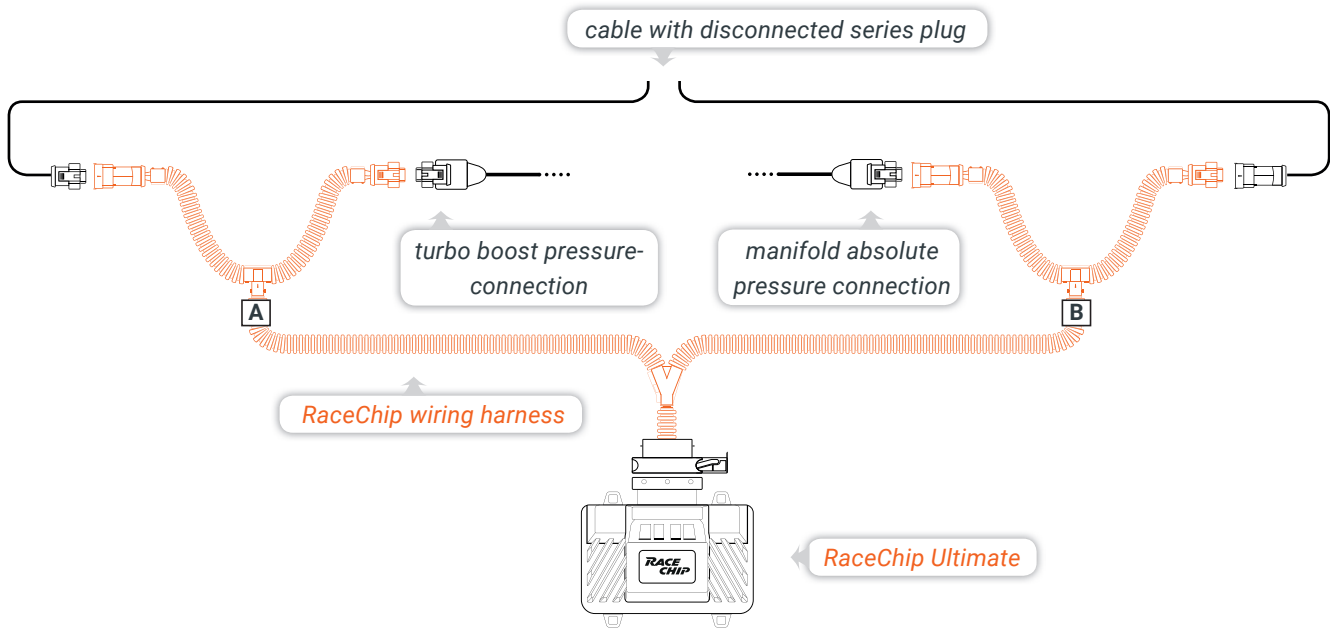 cable with disconnected series plug
turbo boost pressure-
connection
manifold absolute
pressure connection
A
B
RaceChip wiring harness
RACE
CHIP
RaceChip Ultimate